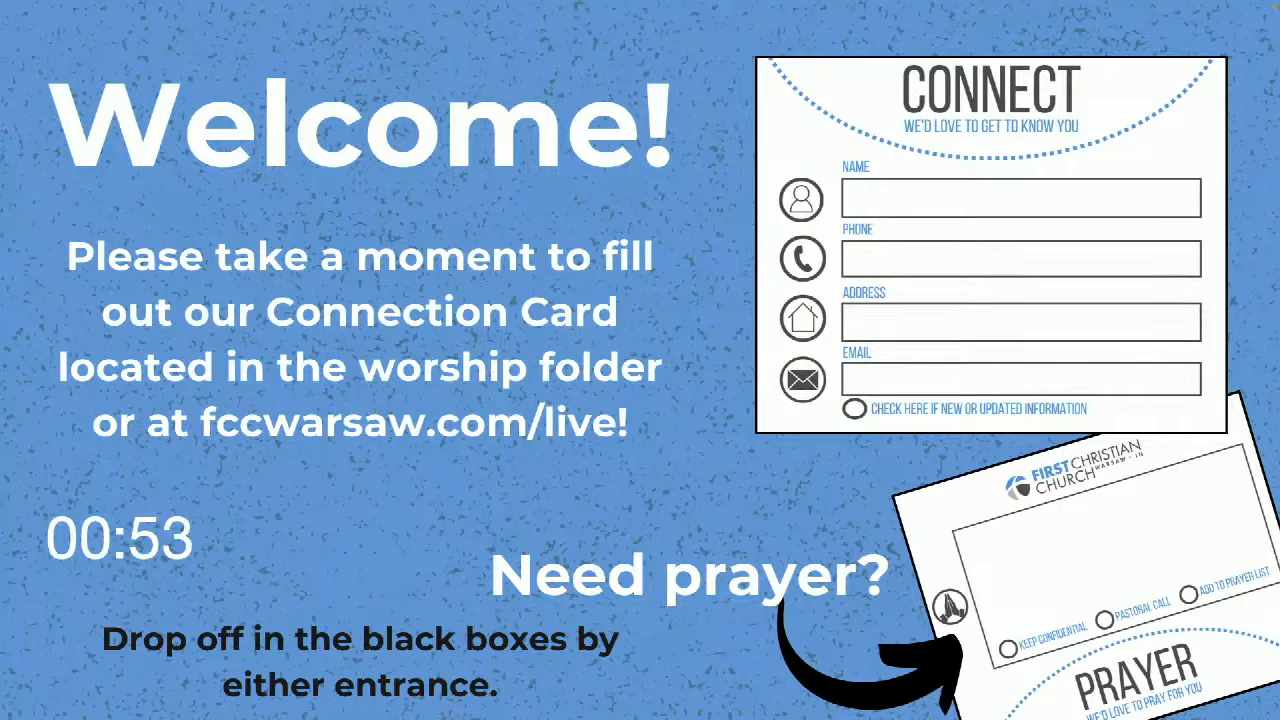 Welcome!
Please take a moment to fill
out our Connection Card
located in the worship folder
or at fccwarsaw.com/live!
00:53
Need prayer?
Drop off in the black boxes by
either entrance.
CONNECT
WE'D LOVE TO GET TO KNOW YOU
NAME
PHONE
ADDRESS
EMAIL
CHECK HERE IF NEW OR UPDATED INFORMATION
FIRST CHRISTIAN
CHURCH WARSAW - IN
KEEP CONFIDENTIAL
PASTORAL CALL
ADD TO PRAYER LIST
PRAYER
WE'D LOVE TO PRAY FOR YOU